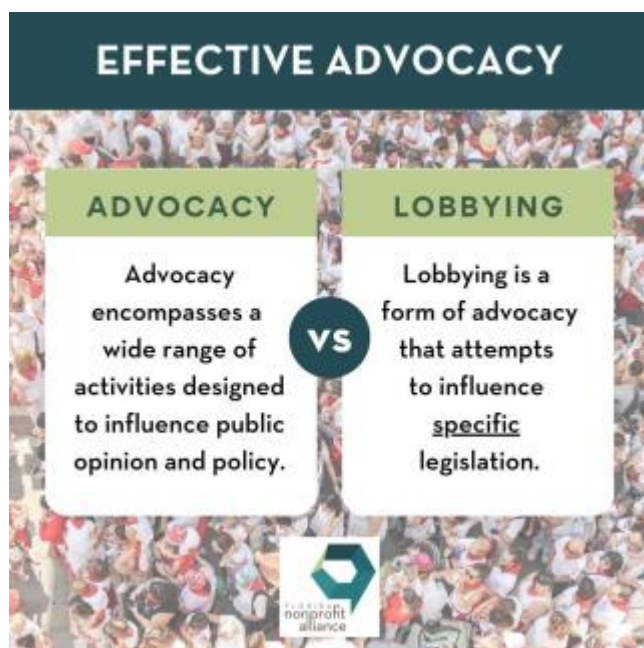 EFFECTIVE ADVOCACY
ADVOCACY
Advocacy
encompasses a
wide range of
activities designed
to influence public
opinion and policy.
vs
LOBBYING
Lobbying is a
form of advocacy
that attempts
to influence
specific
legislation.
FLORIDA
nonprofit
alliance